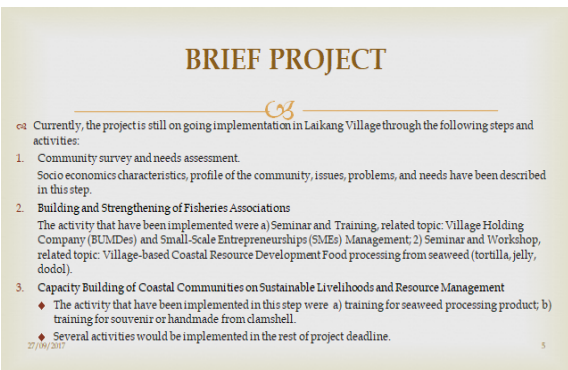 BRIEF PROJECT
Currently, the project is still on going implementation in Laikang Village through the following steps and
activities:
1. Community survey and needs assessment.
Socio economics characteristics, profile of the community, issues, problems, and needs have been described
in this step.
2. Building and Strengthening of Fisheries Associations
The activity that have been implemented were a) Seminar and Training, related topic: Village Holding
Company (BUMDes) and Small-Scale Entrepreneurships (SMEs) Management; 2) Seminar and Workshop,
related topic: Village-based Coastal Resource Development Food processing from seaweed (tortilla, jelly,
dodol).
3. Capacity Building of Coastal Communities on Sustainable Livelihoods and Resource Management
◆ The activity that have been implemented in this step were a) training for seaweed processing product; b)
training for souvenir or handmade from clamshell.
◆ Several activities would be implemented in the rest of project deadline.
27/09/2017
5